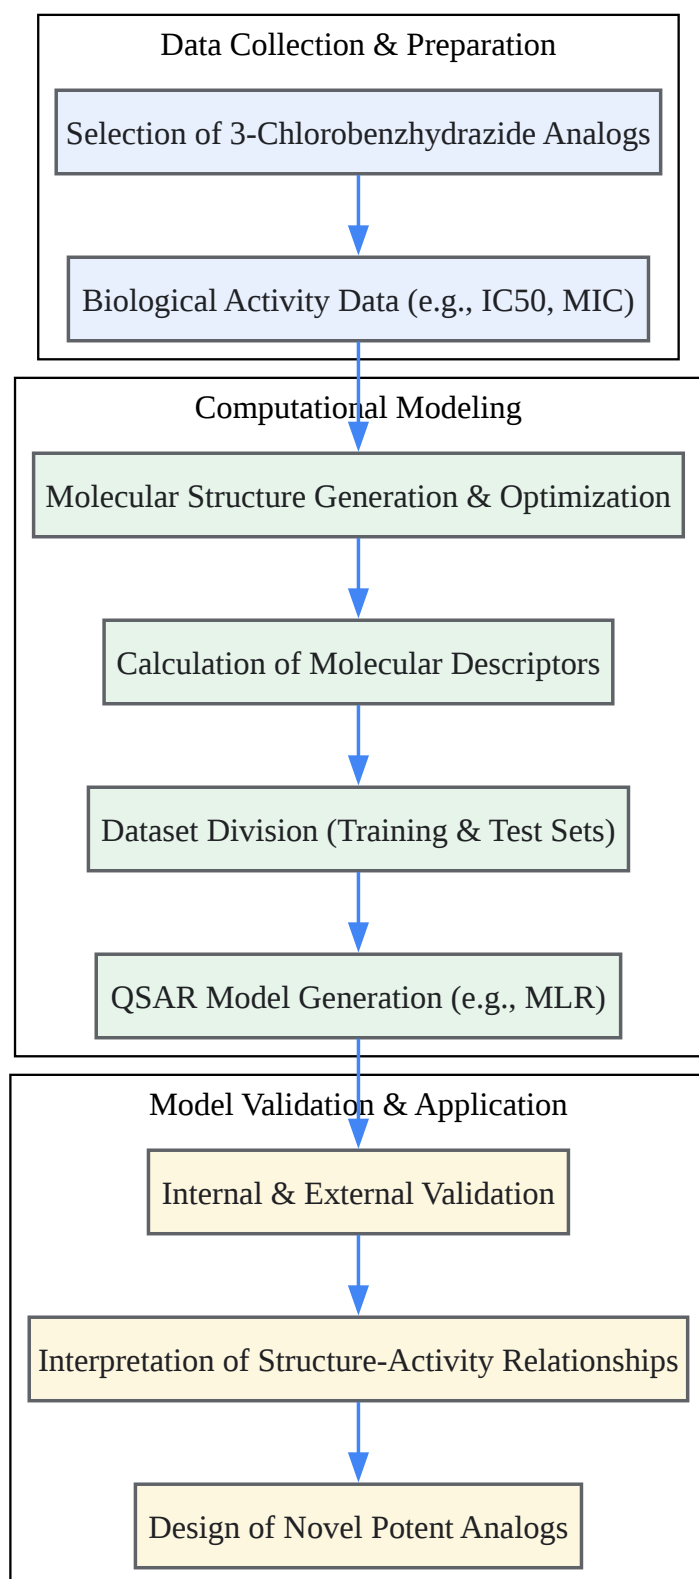 Data Collection & Preparation
Selection of 3-Chlorobenzhydrazide Analogs
Biological Activity Data (e.g., IC50, MIC)
Computational Modeling
Molecular Structure Generation & Optimization
Calculation of Molecular Descriptors
Dataset Division (Training & Test Sets)
QSAR Model Generation (e.g., MLR)
Model Validation & Application
Internal & External Validation
Interpretation of Structure-Activity Relationships
Design of Novel Potent Analogs